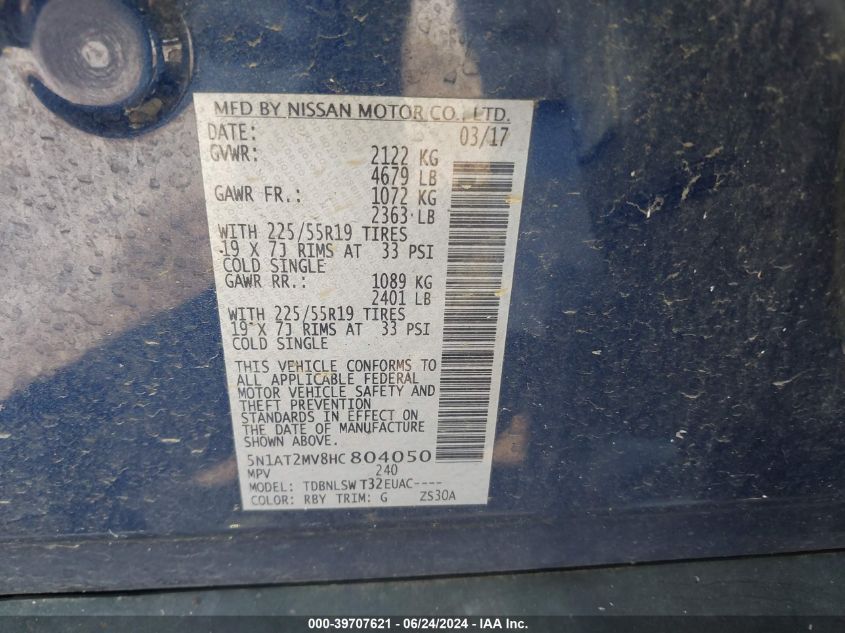 MFD BY NISSAN MOTOR CO., LTD.
DATE: 03/17
GVWR: 2122 KG
4679 LB
GAWR FR.: 1072 KG
2363 LB
WITH 225/55R19 TIRES
19 X 7J RIMS AT 33 PSI
COLD SINGLE
GAWR RR.: 1089 KG
2401 LB
WITH 225/55R19 TIRES
19 X 7J RIMS AT 33 PSI
COLD SINGLE
THIS VEHICLE CONFORMS TO
ALL APPLICABLE FEDERAL
MOTOR VEHICLE SAFETY AND
THEFT PREVENTION
STANDARDS IN EFFECT ON
THE DATE OF MANUFACTURE
SHOWN ABOVE.
5N1AT2MV8HC 804050
MPV 240
MODEL: TDBNLSW T32EUAC----
COLOR: RBY TRIM: G ZS30A
000-39707621 - 06/24/2024 - IAA Inc.